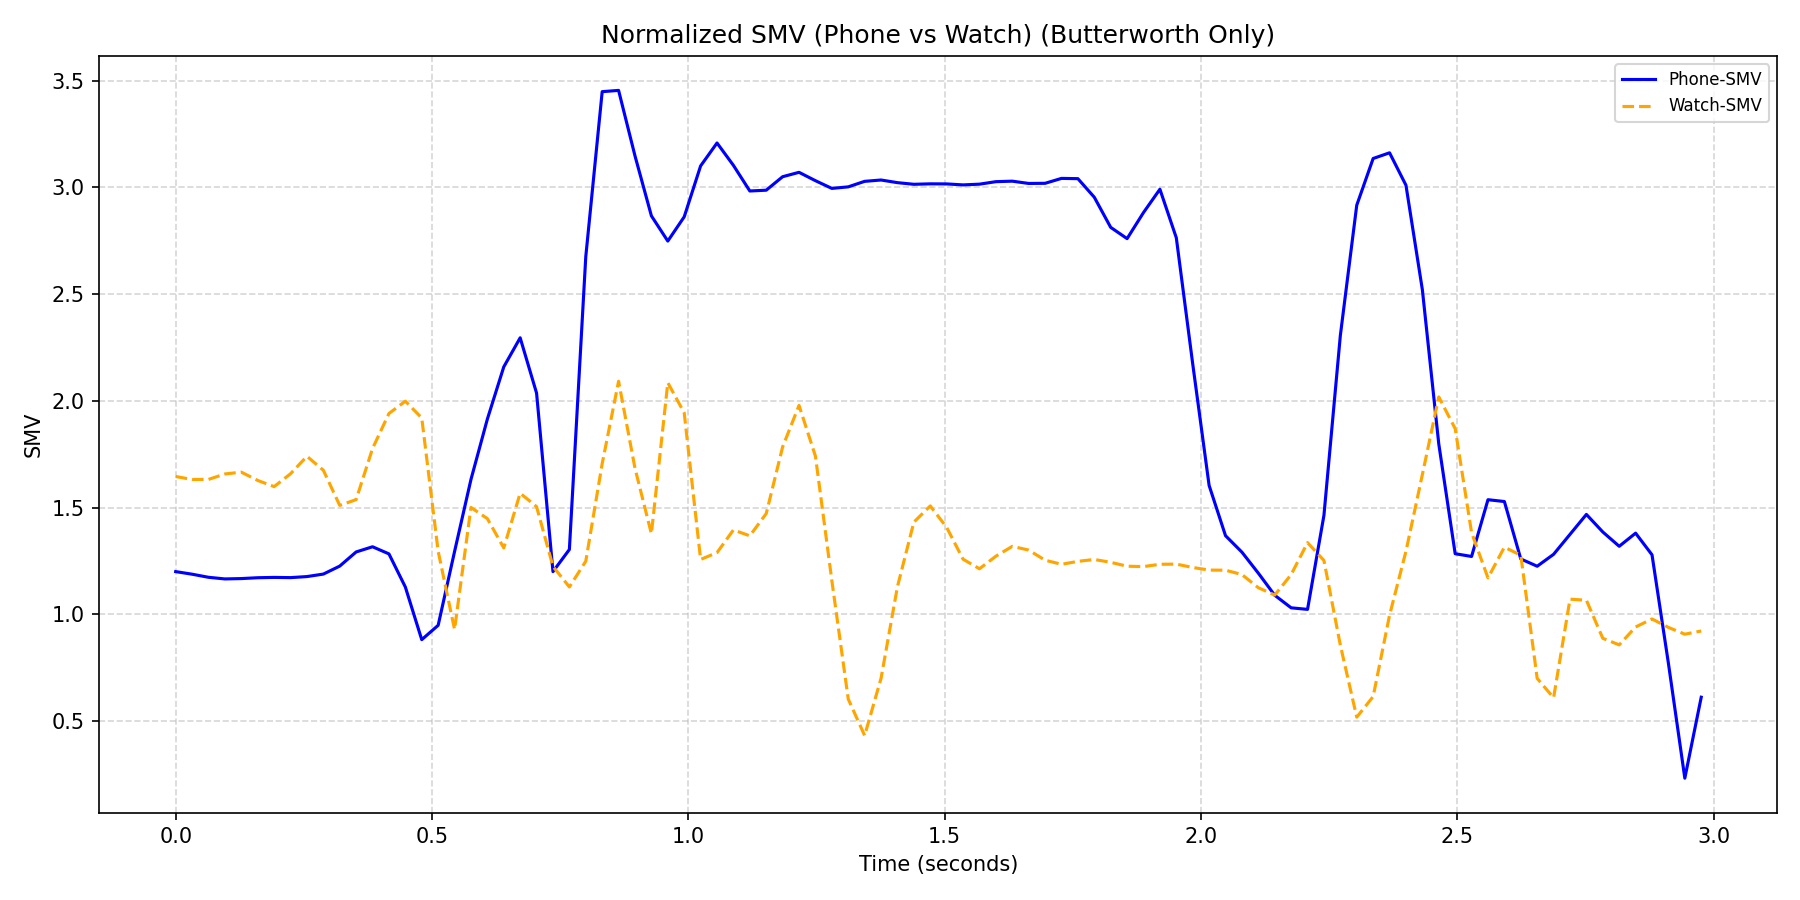 Normalized SMV (Phone vs Watch) (Butterworth Only)
Phone-SMV
Watch-SMV
SMV
3.5
3.0
2.5
2.0
1.5
1.0
0.5
0.0 0.5 1.0 1.5 2.0 2.5 3.0
Time (seconds)